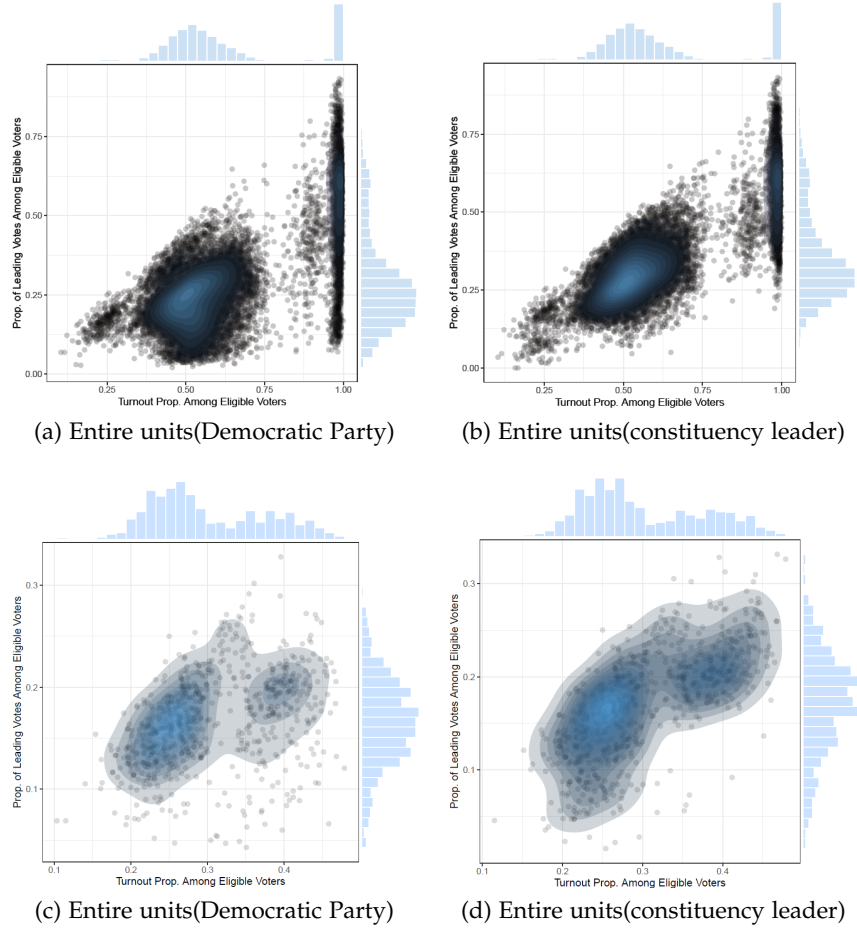 Prop. of Leading Votes Among Eligible Voters
0.75
0.50
0.25
0.00
0.25
0.50
0.75
1.00
Turnout Prop. Among Eligible Voters
(a) Entire units(Democratic Party)
Prop. of Leading Votes Among Eligible Voters
0.75
0.50
0.25
0.00
0.25
0.50
0.75
1.00
Turnout Prop. Among Eligible Voters
(b) Entire units(constituency leader)
Prop. of Leading Votes Among Eligible Voters
0.3
0.2
0.1
0.1
0.2
0.3
0.4
Turnout Prop. Among Eligible Voters
(c) Entire units(Democratic Party)
Prop. of Leading Votes Among Eligible Voters
0.3
0.2
0.1
0.1
0.2
0.3
0.4
Turnout Prop. Among Eligible Voters
(d) Entire units(constituency leader)